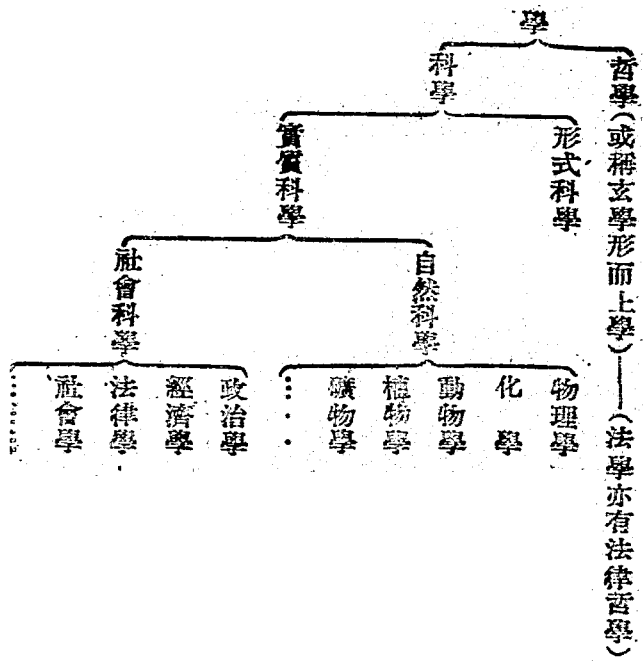 學
哲學(或稱玄學形而上學)——(法學亦有法律哲學)
科學
形式科學
實質科學
自然科學
物理學
化學
動物學
植物學
礦物學
……
社會科學
政治學
經濟學
法律學
社會學
……